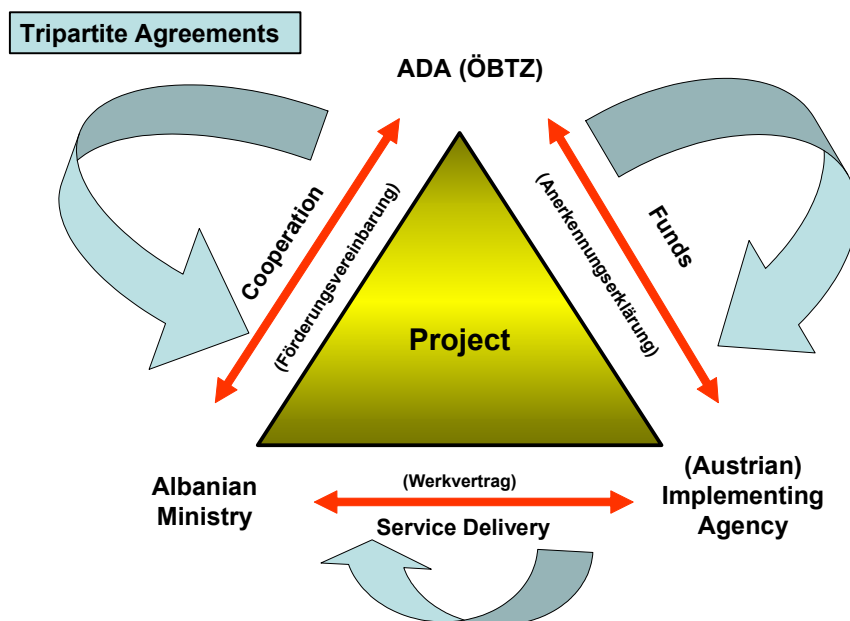 Tripartite Agreements
ADA (ÖBTZ)
Cooperation
(Förderungsvereinbarung)
(Anerkennungserklärung)
Funds
Project
Albanian
Ministry
(Werkvertrag)
Service Delivery
(Austrian)
Implementing
Agency